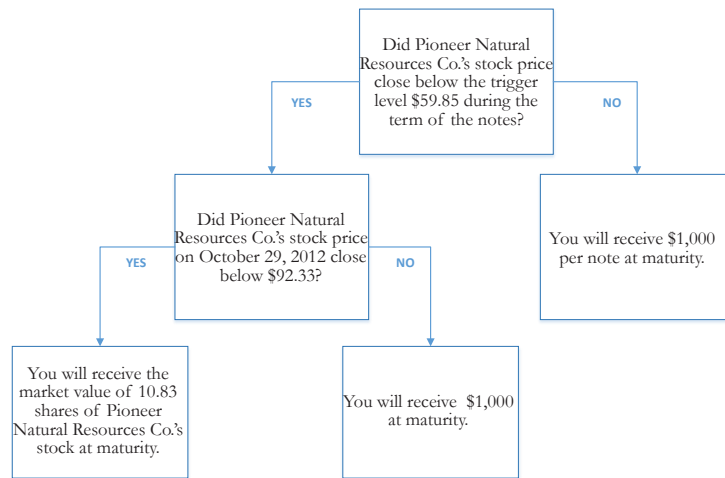 Did Pioneer Natural
Resources Co.'s stock price
close below the trigger
level $59.85 during the
term of the notes?
YES
NO
Did Pioneer Natural
Resources Co.'s stock price
on October 29, 2012 close
below $92.33?
You will receive $1,000
per note at maturity.
YES
NO
You will receive the
market value of 10.83
shares of Pioneer
Natural Resources Co.'s
stock at maturity.
You will receive $1,000
at maturity.